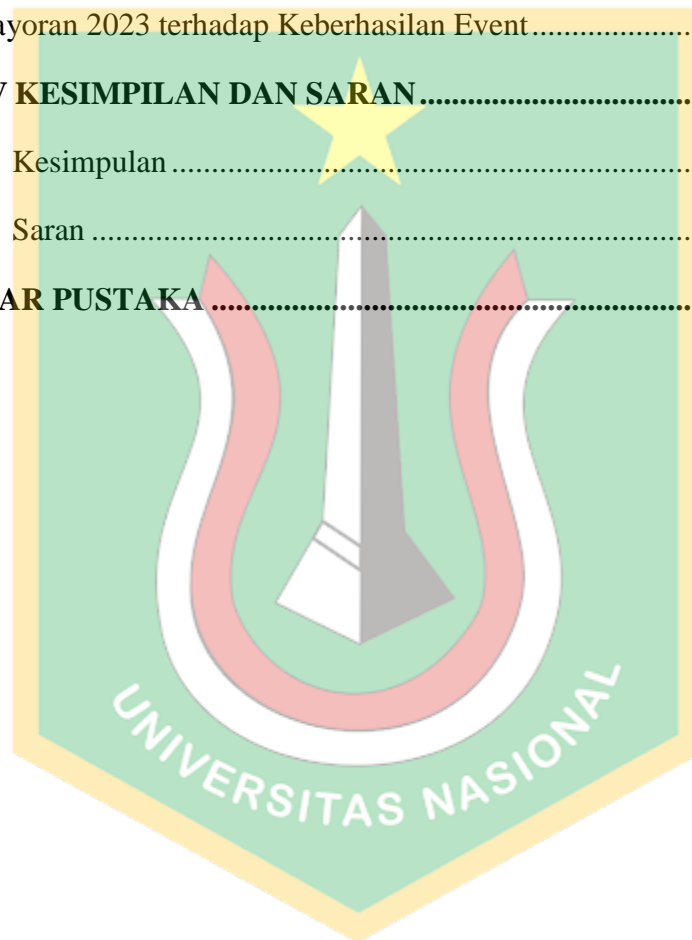 ayoran 2023 terhadap Keberhasilan Event....................
V KESIMPILAN DAN SARAN..................................
Kesimpulan.................................................................
Saran...........................................................................
AR PUSTAKA............................................................
UNIVERSITAS NASIONAL